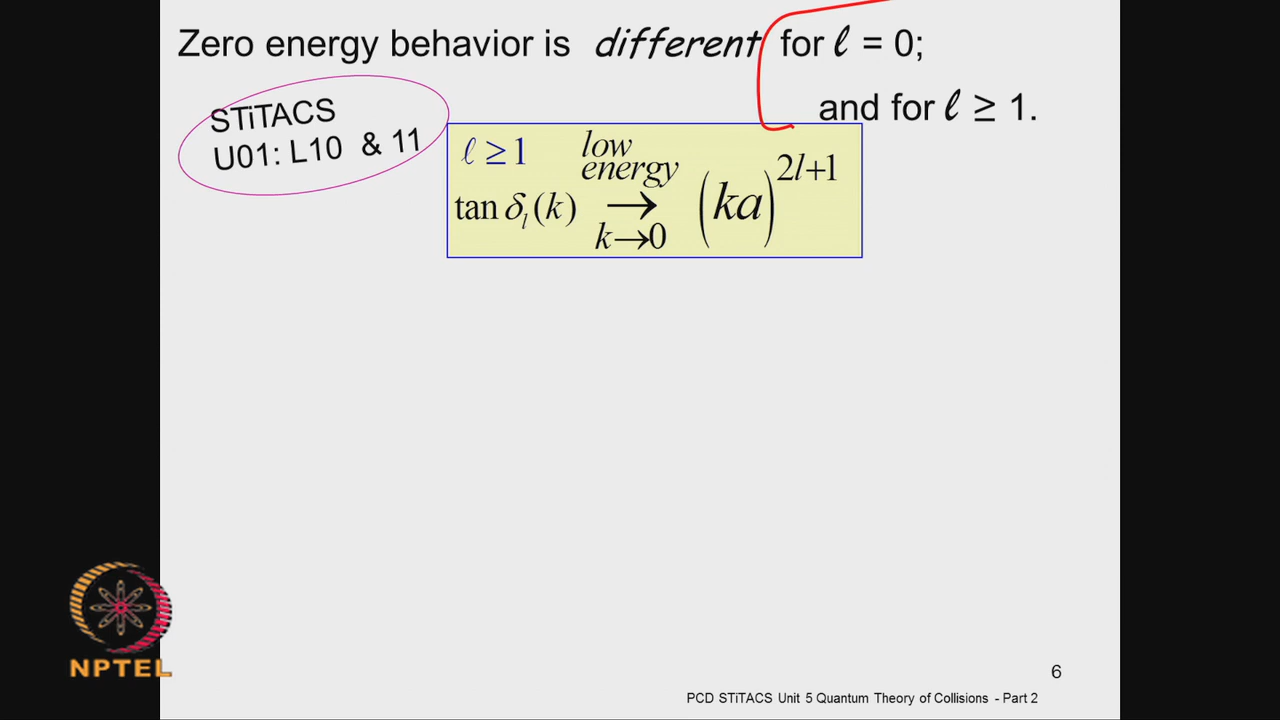 Zero energy behavior is different for ℓ = 0;
and for ℓ ≥ 1.
STiTACS
U01: L10 & 11
ℓ ≥ 1 low energy
tan δ_l(k) → (ka)^{2l+1}
k→0
NPTEL
6
PCD STiTACS Unit 5 Quantum Theory of Collisions - Part 2